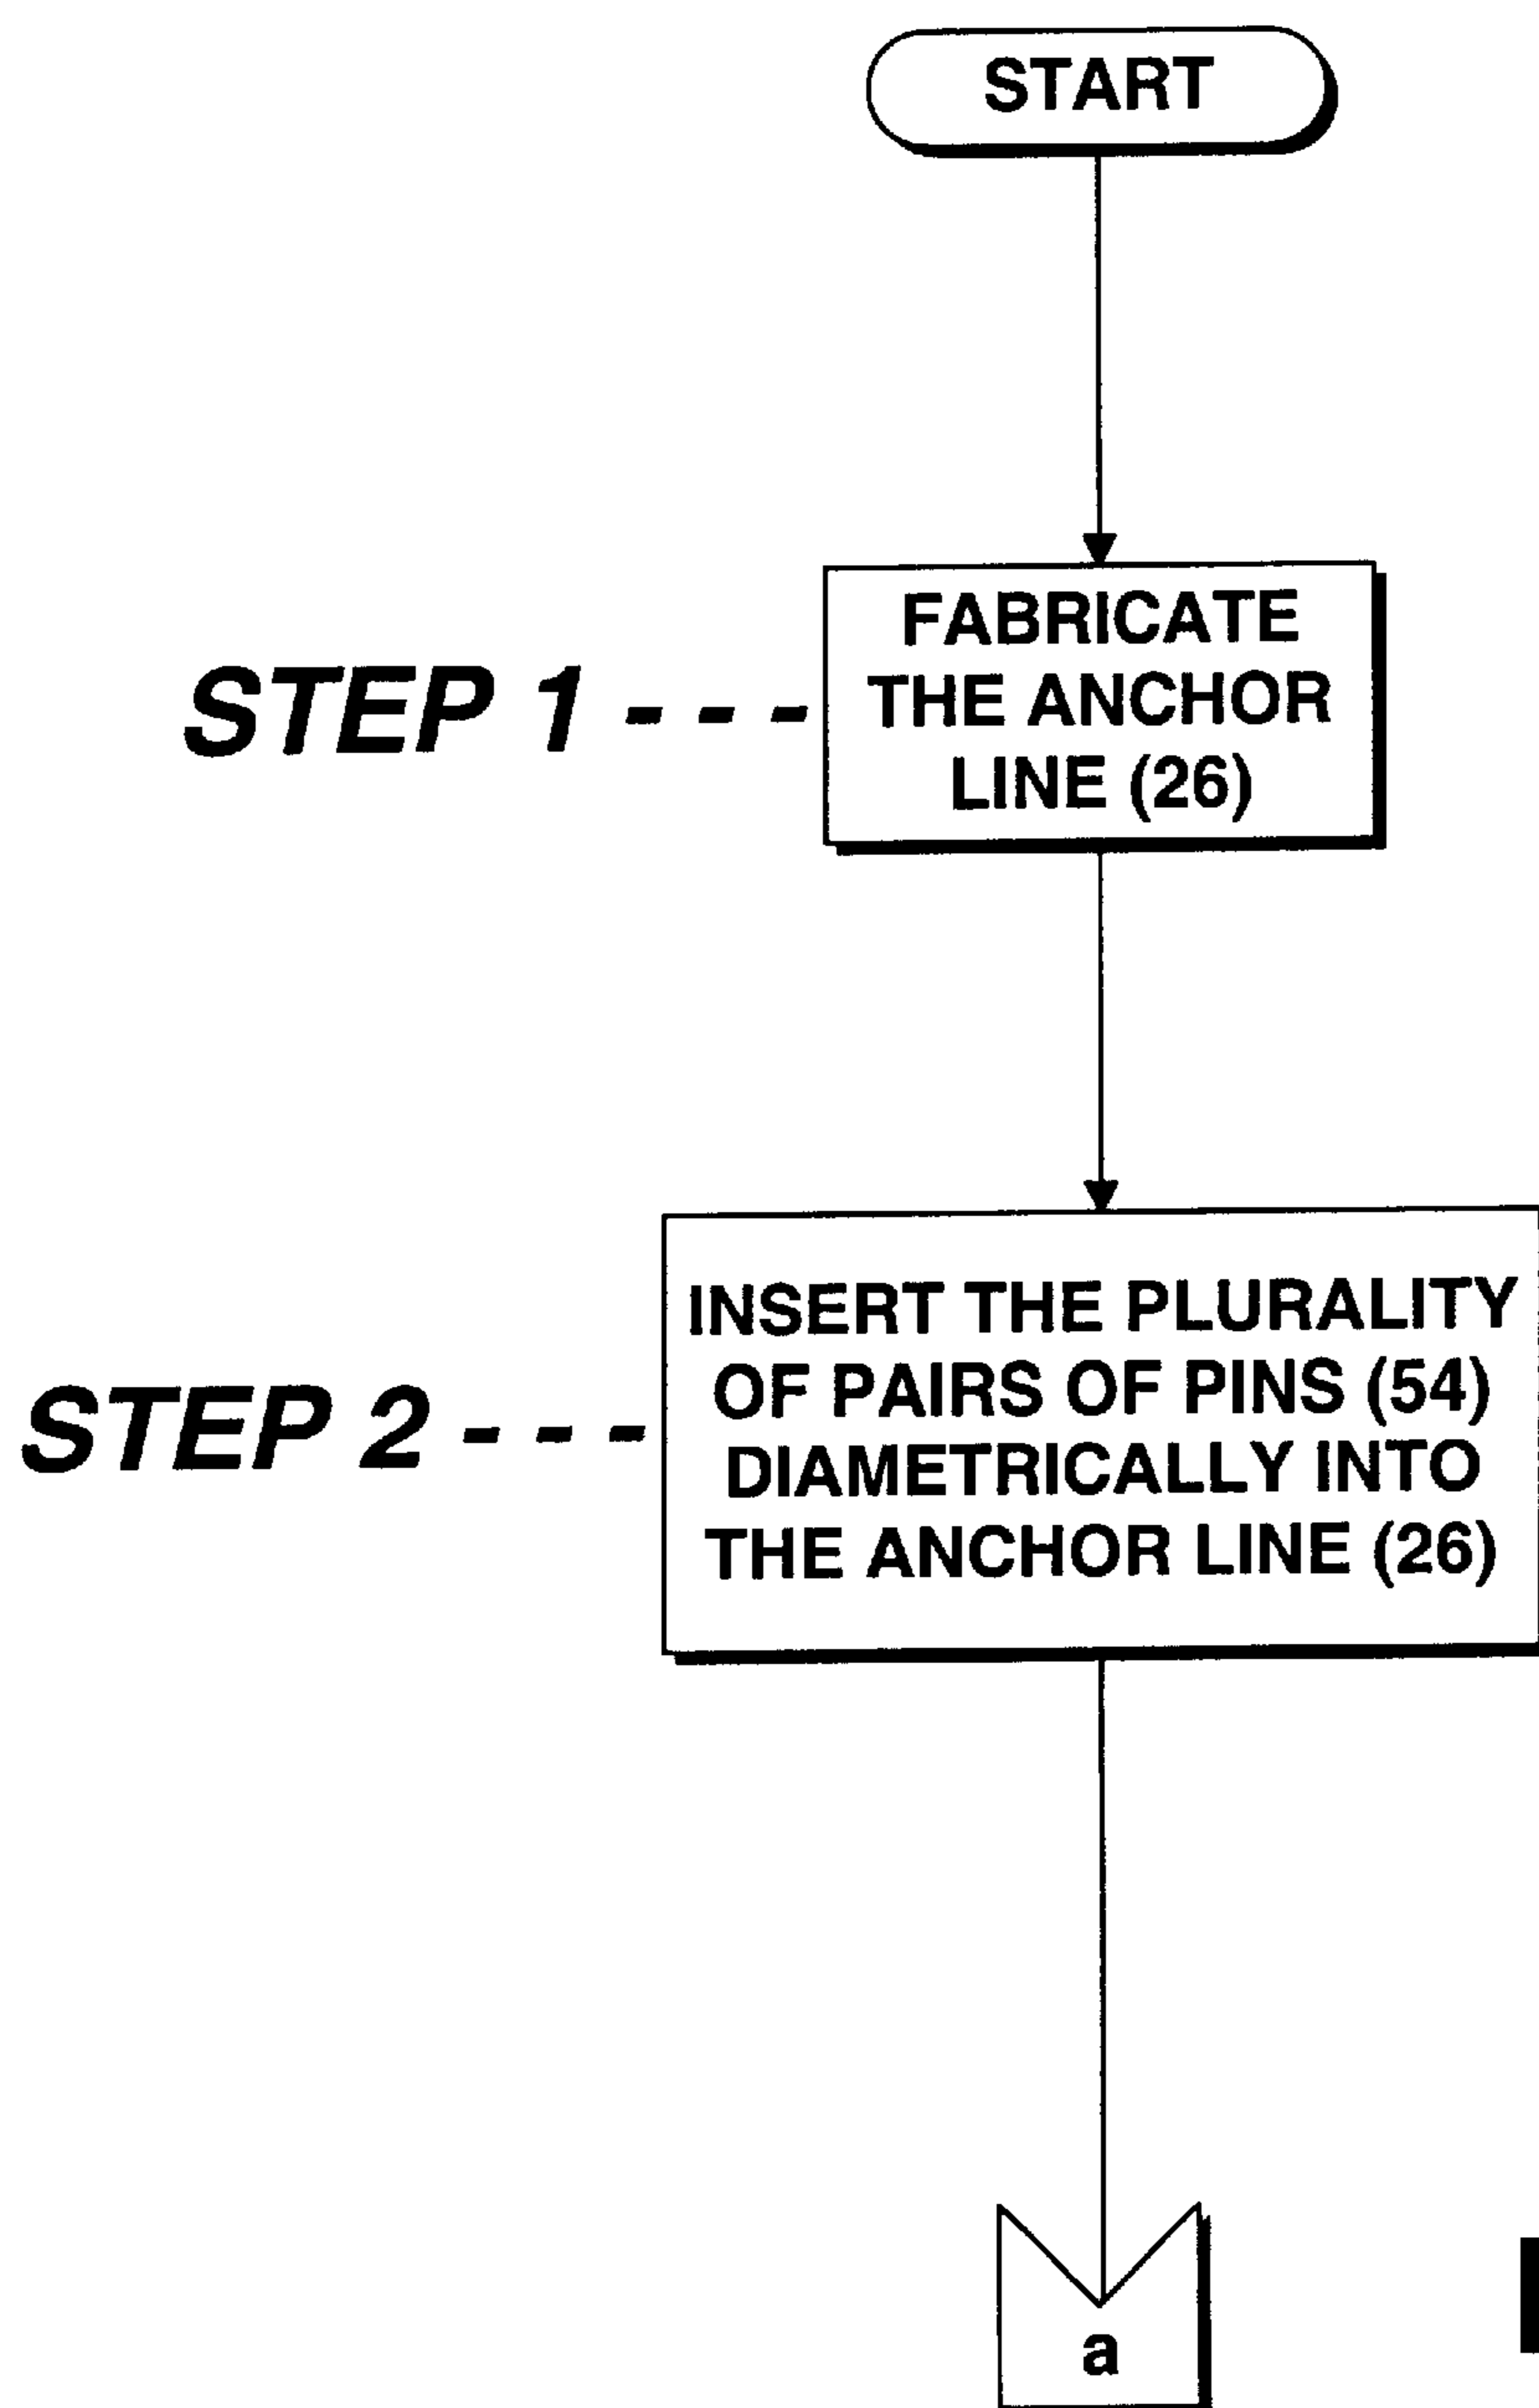 START
FABRICATE
THE ANCHOR
STEP 1 - - -
LINE (26)
INSERT THE PLURALITY
OF PAIRS OF PINS (54)
STEP 2 - - -
DIAMETRICALLY INTO
THE ANCHOR LINE (26)
a